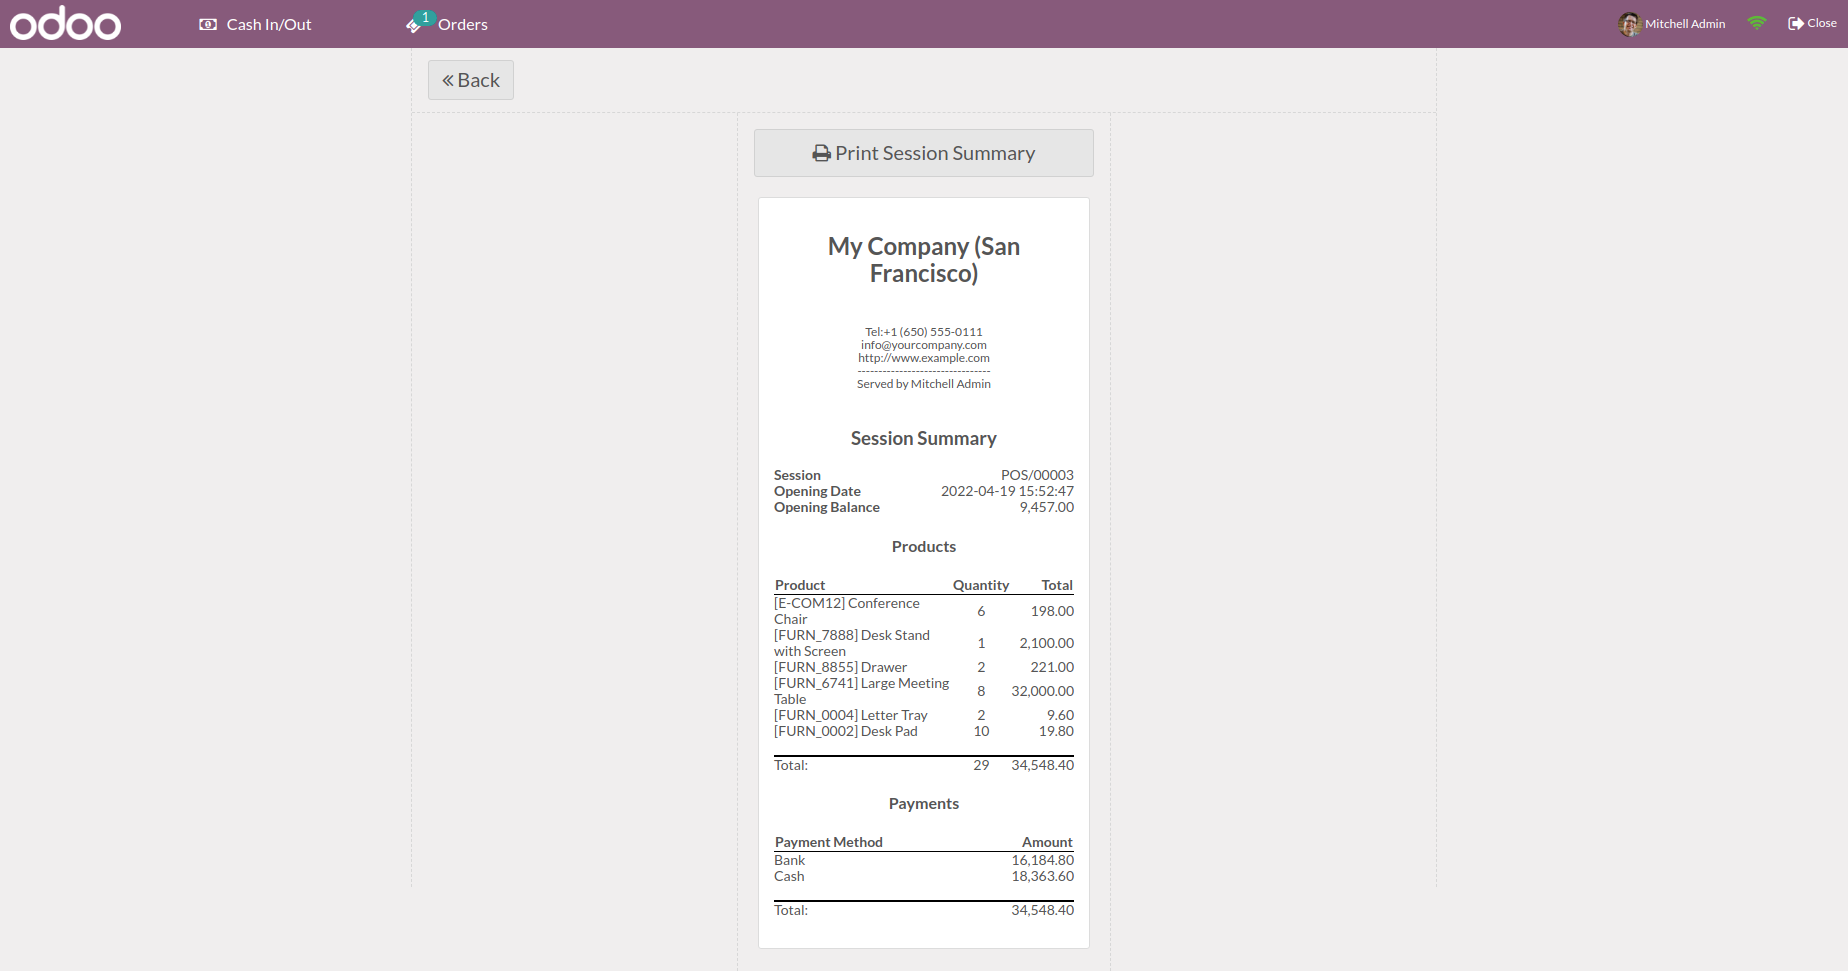 odoo Cash In/Out 1 Orders Mitchell Admin Close
Back
Print Session Summary
My Company (San
Francisco)
Tel:+1 (650) 555-0111
info@yourcompany.com
http://www.example.com
--------------------------------
Served by Mitchell Admin
Session Summary
Session POS/00003
Opening Date 2022-04-19 15:52:47
Opening Balance 9,457.00
Products
Product Quantity Total
[E-COM12] Conference
Chair 6 198.00
[FURN_7888] Desk Stand
with Screen 1 2,100.00
[FURN_8855] Drawer 2 221.00
[FURN_6741] Large Meeting
Table 8 32,000.00
[FURN_0004] Letter Tray 2 9.60
[FURN_0002] Desk Pad 10 19.80
Total: 29 34,548.40
Payments
Payment Method Amount
Bank 16,184.80
Cash 18,363.60
Total: 34,548.40